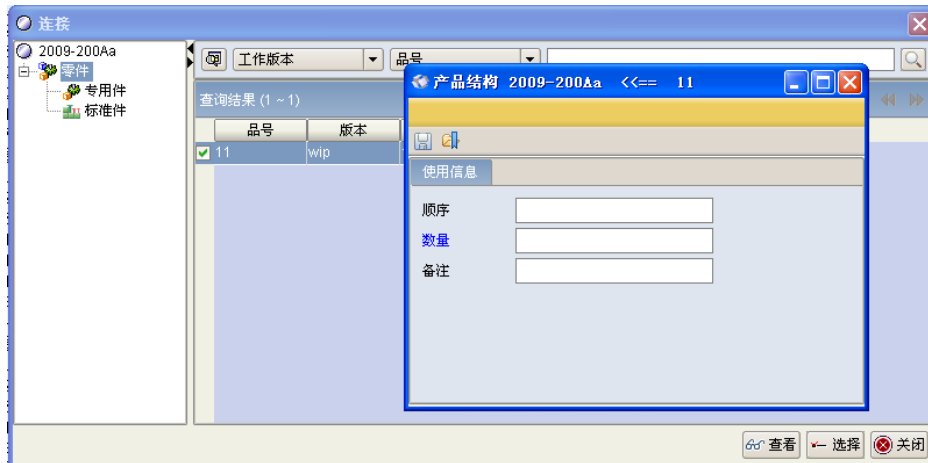 连接
2009-200Aa
零件
专用件
标准件
工作版本
品号
查询结果 (1 ~ 1)
品号 版本
11 wip
产品结构 2009-200Aa <<== 11
使用信息
顺序
数量
备注
查看 选择 关闭